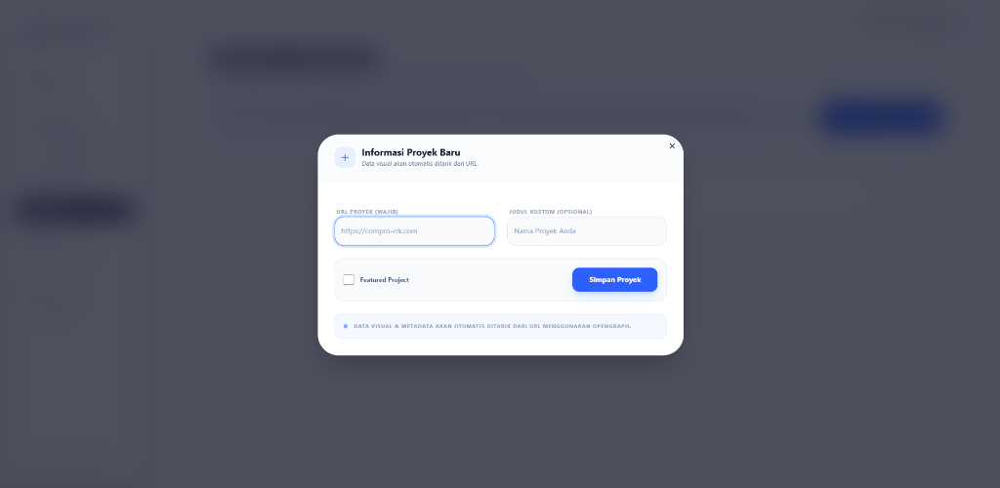 Informasi Proyek Baru
Data visual akan otomatis ditarik dari URL.
URL PROYEK (WAJIB)
JUDUL KUSTOM (OPSIONAL)
https://compro-rrk.com
Nama Proyek Anda
Featured Project
Simpan Proyek
DATA VISUAL & METADATA AKAN OTOMATIS DITARIK DARI URL MENGGUNAKAN OPENGRAPH.